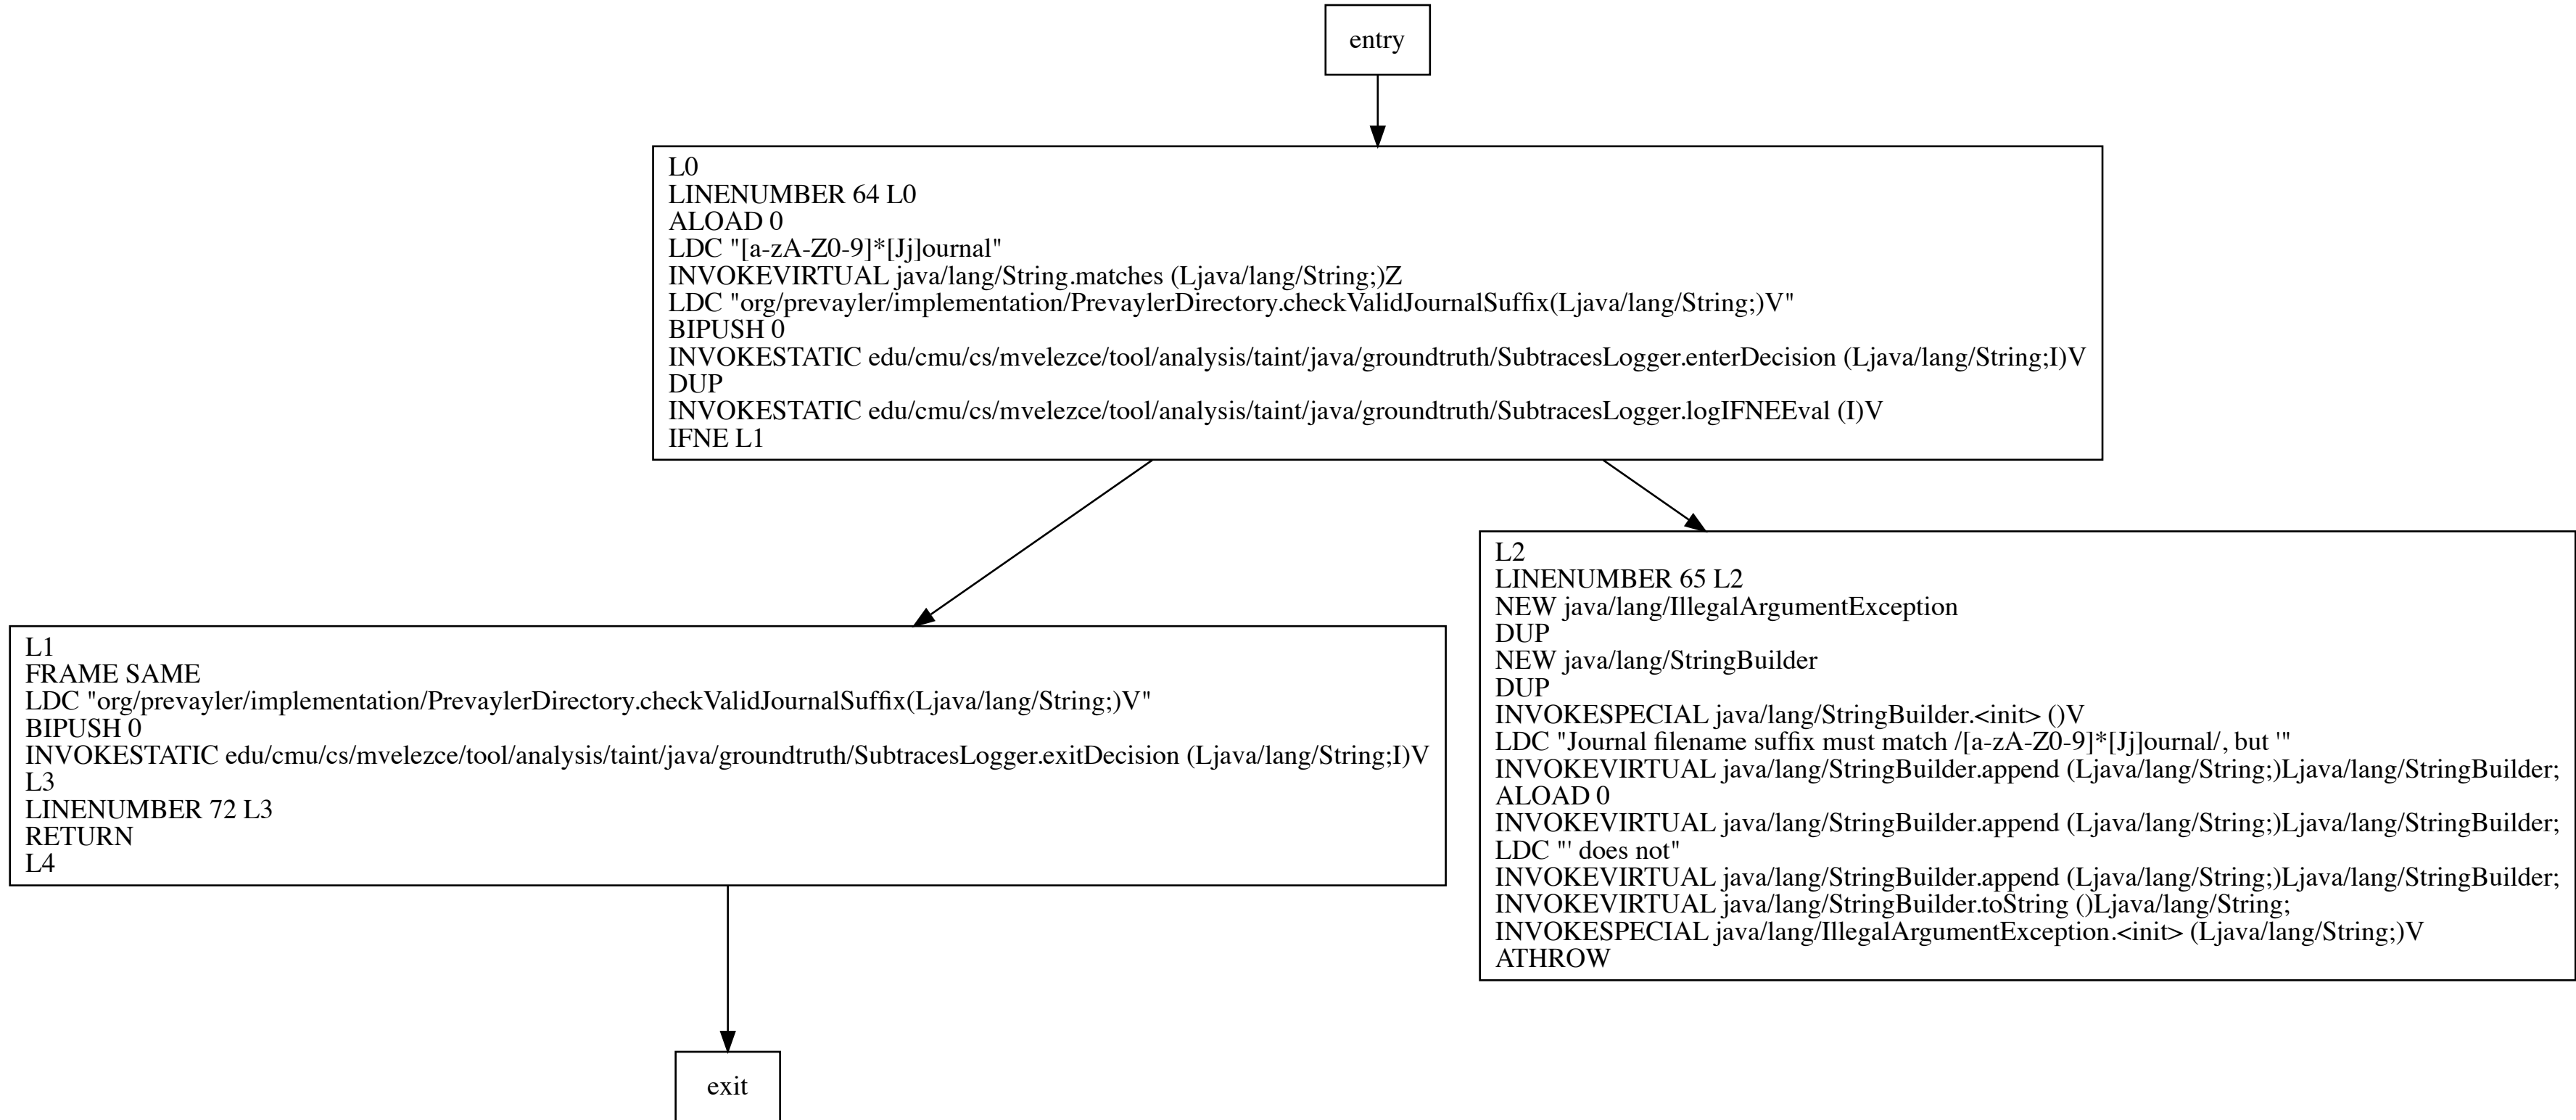 entry
L0
LINENUMBER 64 L0
ALOAD 0
LDC "[a-zA-Z0-9]*[Jj]ournal"
INVOKEVIRTUAL java/lang/String.matches (Ljava/lang/String;)Z
LDC "org/prevayler/implementation/PrevaylerDirectory.checkValidJournalSuffix(Ljava/lang/String;)V"
BIPUSH 0
INVOKESTATIC edu/cmu/cs/mvelezce/tool/analysis/taint/java/groundtruth/SubtracesLogger.enterDecision (Ljava/lang/String;I)V
DUP
INVOKESTATIC edu/cmu/cs/mvelezce/tool/analysis/taint/java/groundtruth/SubtracesLogger.logIFNEEval (I)V
IFNE L1
L1
FRAME SAME
LDC "org/prevayler/implementation/PrevaylerDirectory.checkValidJournalSuffix(Ljava/lang/String;)V"
BIPUSH 0
INVOKESTATIC edu/cmu/cs/mvelezce/tool/analysis/taint/java/groundtruth/SubtracesLogger.exitDecision (Ljava/lang/String;I)V
L3
LINENUMBER 72 L3
RETURN
L4
L2
LINENUMBER 65 L2
NEW java/lang/IllegalArgumentException
DUP
NEW java/lang/StringBuilder
DUP
INVOKESPECIAL java/lang/StringBuilder.<init> ()V
LDC "Journal filename suffix must match /[a-zA-Z0-9]*[Jj]ournal/, but '"
INVOKEVIRTUAL java/lang/StringBuilder.append (Ljava/lang/String;)Ljava/lang/StringBuilder;
ALOAD 0
INVOKEVIRTUAL java/lang/StringBuilder.append (Ljava/lang/String;)Ljava/lang/StringBuilder;
LDC "' does not"
INVOKEVIRTUAL java/lang/StringBuilder.append (Ljava/lang/String;)Ljava/lang/StringBuilder;
INVOKEVIRTUAL java/lang/StringBuilder.toString ()Ljava/lang/String;
INVOKESPECIAL java/lang/IllegalArgumentException.<init> (Ljava/lang/String;)V
ATHROW
exit